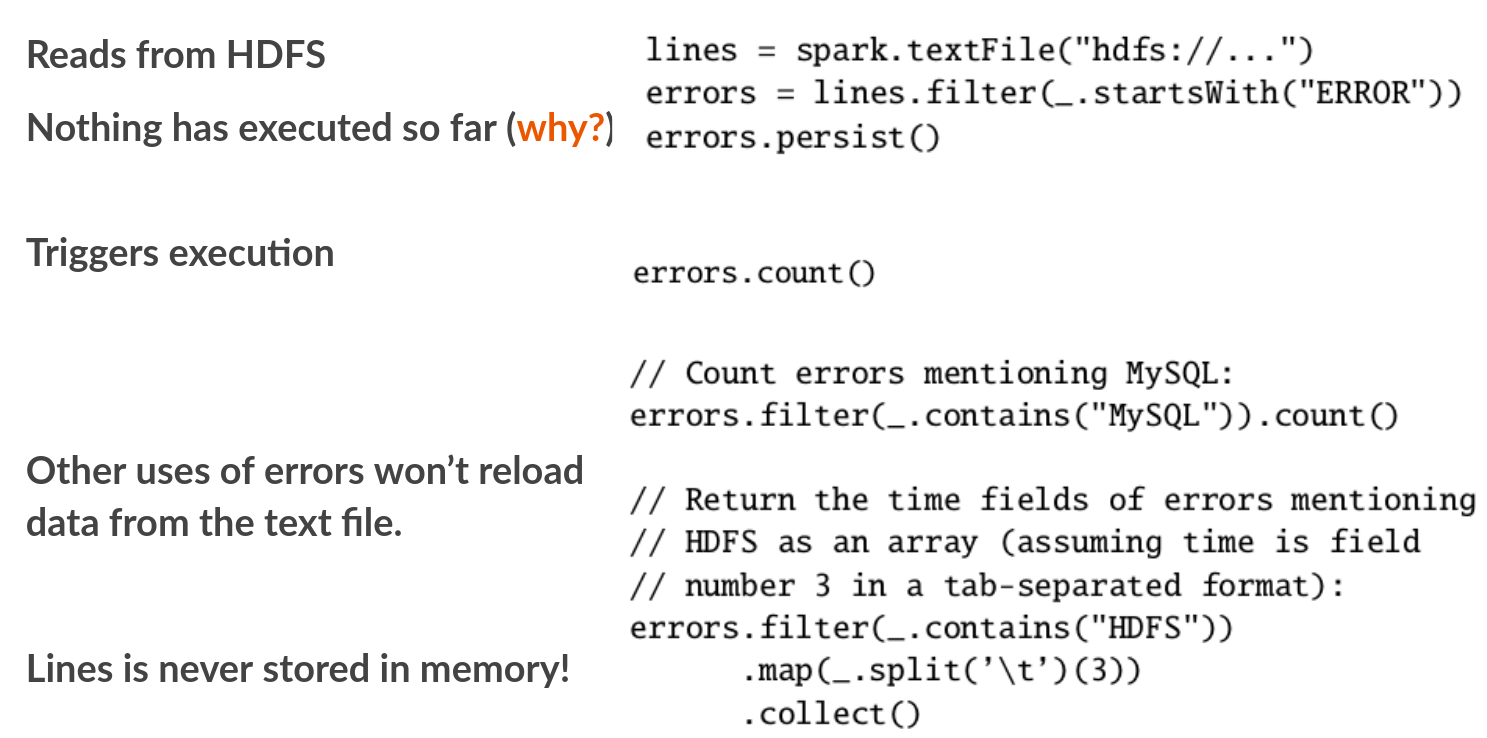 Reads from HDFS
Nothing has executed so far (why?)
Triggers execution
Other uses of errors won’t reload
data from the text file.
Lines is never stored in memory!
lines = spark.textFile("hdfs://...")
errors = lines.filter(_.startsWith("ERROR"))
errors.persist()
errors.count()
// Count errors mentioning MySQL:
errors.filter(_.contains("MySQL")).count()
// Return the time fields of errors mentioning
// HDFS as an array (assuming time is field
// number 3 in a tab-separated format):
errors.filter(_.contains("HDFS"))
.map(_.split(’\t’)(3))
.collect()